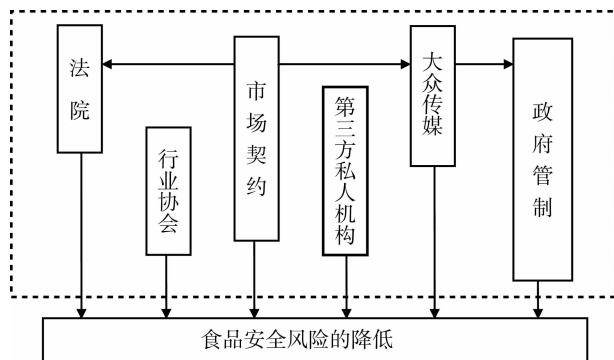 法院
行业协会
市场契约
第三方私人机构
大众传媒
政府管制
食品安全风险的降低